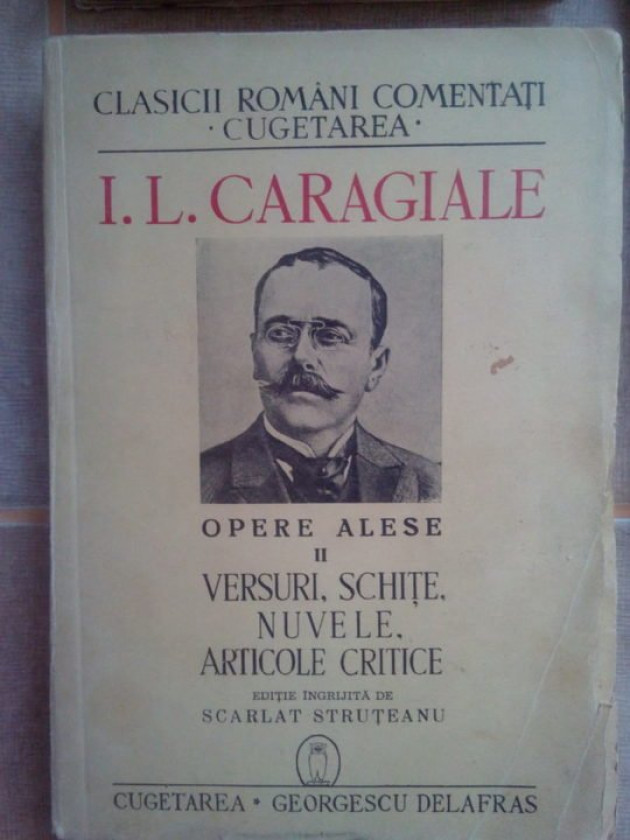 CLASICII ROMÂNI COMENTAȚI
· CUGETAREA ·
I. L. CARAGIALE
OPERE ALESE
II
VERSURI, SCHIȚE,
NUVELE,
ARTICOLE CRITICE
EDIȚIE ÎNGRIJITĂ DE
SCARLAT STRUȚEANU
CUGETAREA * GEORGESCU DELAFRAS